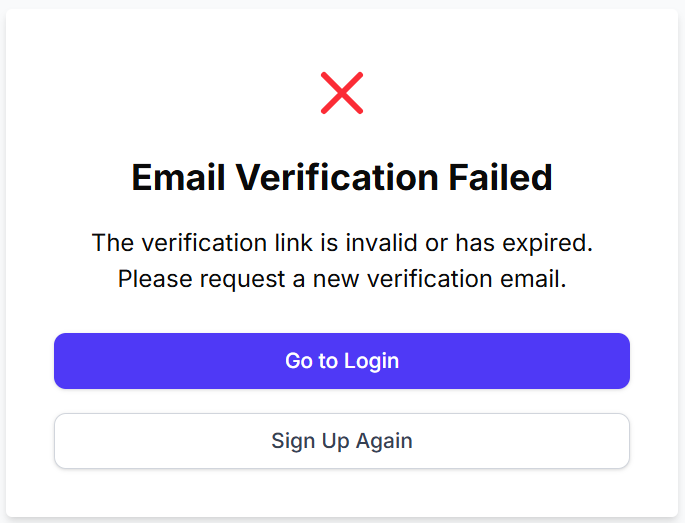 Email Verification Failed
The verification link is invalid or has expired.
Please request a new verification email.
Go to Login
Sign Up Again